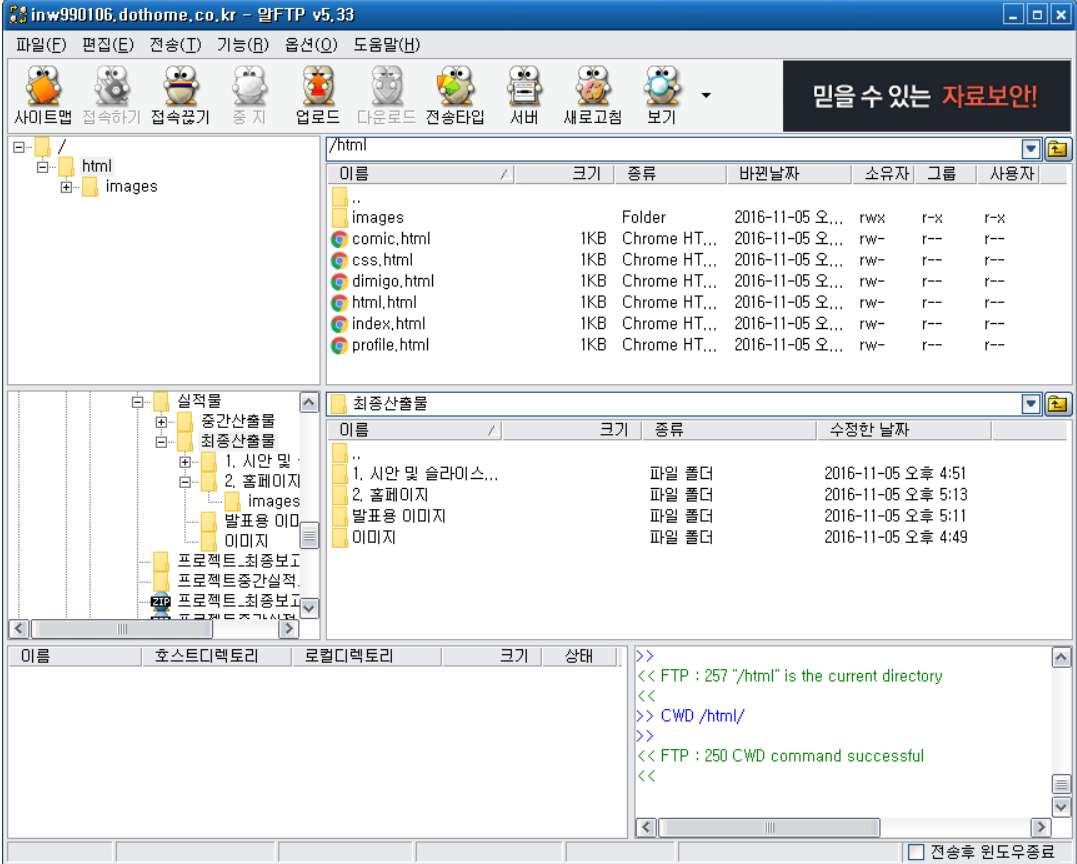 inw990106.dothome.co.kr - 알FTP v5.33
파일(F) 편집(E) 전송(T) 기능(R) 옵션(O) 도움말(H)
사이트맵 접속하기 접속끊기 중 지 업로드 다운로드 전송타입 서버 새로고침 보기
믿을 수 있는 자료보안!
/
html
images
/html
이름 크기 종류 바뀐날짜 소유자 그룹 사용자
..
images Folder 2016-11-05 오... rwx r-x r-x
comic.html 1KB Chrome HT... 2016-11-05 오... rw- r-- r--
css.html 1KB Chrome HT... 2016-11-05 오... rw- r-- r--
dimigo.html 1KB Chrome HT... 2016-11-05 오... rw- r-- r--
html.html 1KB Chrome HT... 2016-11-05 오... rw- r-- r--
index.html 1KB Chrome HT... 2016-11-05 오... rw- r-- r--
profile.html 1KB Chrome HT... 2016-11-05 오... rw- r-- r--
실적물
중간산출물
최종산출물
1. 시안 및
2. 홈페이지
images
발표용 이미
이미지
프로젝트_최종보고
프로젝트중간실적
ZIP 프로젝트_최종보고
최종산출물
이름 크기 종류 수정한 날짜
..
1. 시안 및 슬라이스... 파일 폴더 2016-11-05 오후 4:51
2. 홈페이지 파일 폴더 2016-11-05 오후 5:13
발표용 이미지 파일 폴더 2016-11-05 오후 5:11
이미지 파일 폴더 2016-11-05 오후 4:49
이름 호스트디렉토리 로컬디렉토리 크기 상태
>>
<< FTP : 257 "/html" is the current directory
<<
>> CWD /html/
>>
<< FTP : 250 CWD command successful
<<
전송후 윈도우종료